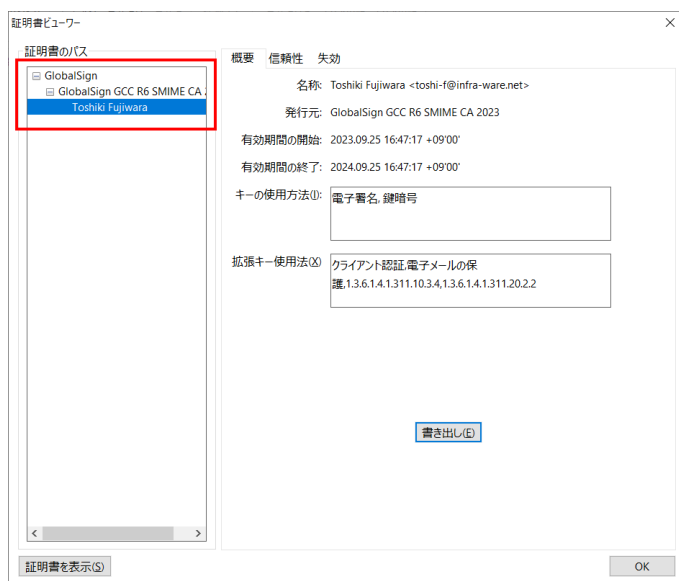 証明書ビューワー
証明書のパス
GlobalSign
GlobalSign GCC R6 SMIME CA 2
Toshiki Fujiwara
概要 信頼性 失効
名称: Toshiki Fujiwara <toshi-f@infra-ware.net>
発行元: GlobalSign GCC R6 SMIME CA 2023
有効期間の開始: 2023.09.25 16:47:17 +09'00'
有効期間の終了: 2024.09.25 16:47:17 +09'00'
キーの使用方法(I): 電子署名, 鍵暗号
拡張キー使用法(X) クライアント認証,電子メールの保
護,1.3.6.1.4.1.311.10.3.4,1.3.6.1.4.1.311.20.2.2
書き出し(E)
証明書を表示(S)
OK